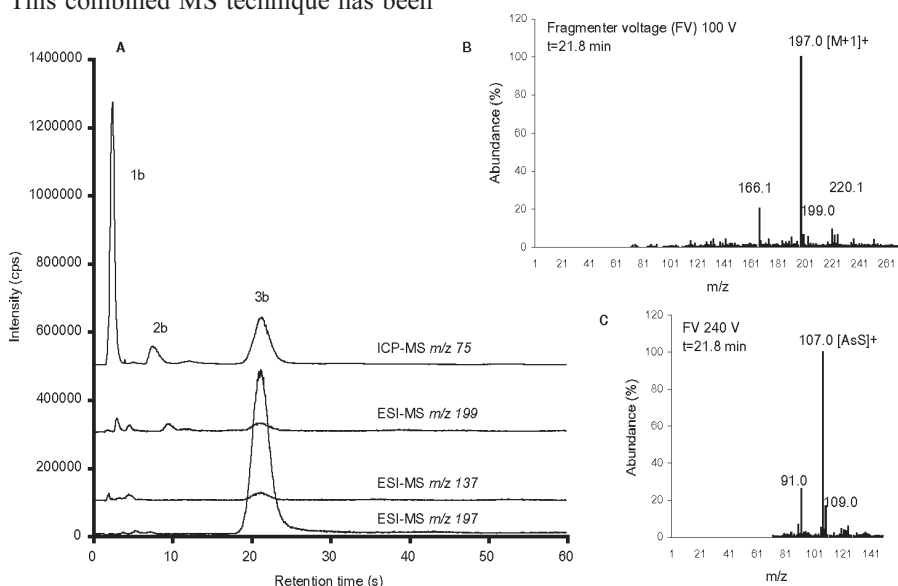 This combined MS technique has been
A
1400000
1200000
1000000
800000
600000
400000
200000
0
Intensity (cps)
1b
2b
3b
ICP-MS m/z 75
ESI-MS m/z 199
ESI-MS m/z 137
ESI-MS m/z 197
0 10 20 30 40 50 60
Retention time (s)
B
Fragmenter voltage (FV) 100 V
t=21.8 min
197.0 [M+1]+
120
100
80
60
40
20
0
Abundance (%)
166.1
220.1
199.0
1 21 41 61 81 101 121 141 161 181 201 221 241 261
m/z
C
FV 240 V
t=21.8 min
107.0 [AsS]+
120
100
80
60
40
20
0
Abundance (%)
91.0
109.0
1 21 41 61 81 101 121 141
m/z